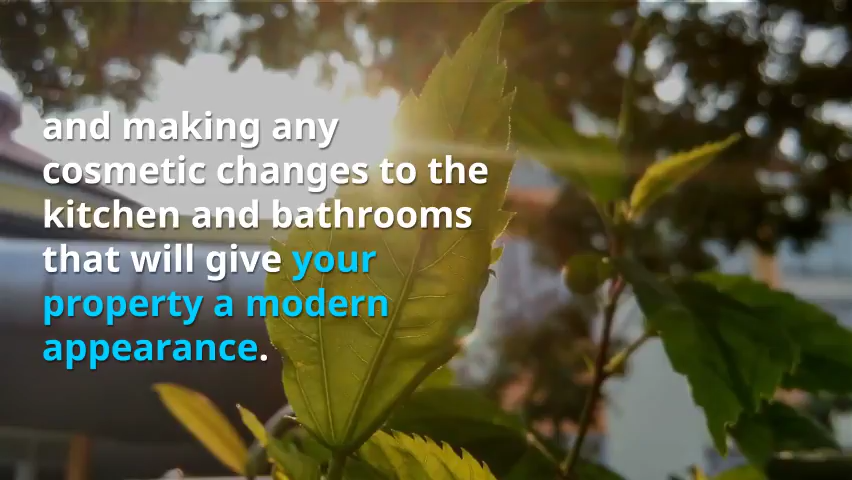 and making any
cosmetic changes to the
kitchen and bathrooms
that will give your
property a modern
appearance.